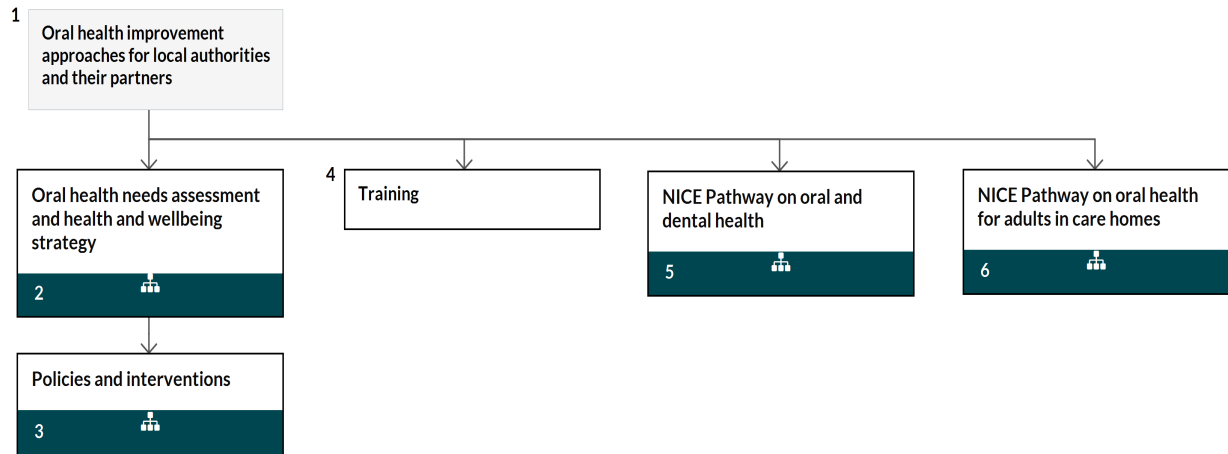 1
Oral health improvement
approaches for local authorities
and their partners
Oral health needs assessment
and health and wellbeing
strategy
2
Policies and interventions
3
4
Training
NICE Pathway on oral and
dental health
5
NICE Pathway on oral health
for adults in care homes
6